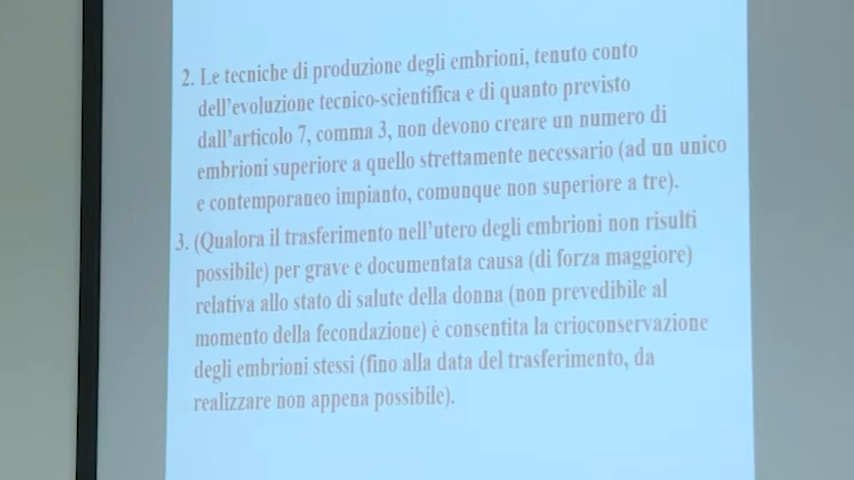 2. Le tecniche di produzione degli embrioni, tenuto conto
dell'evoluzione tecnico-scientifica e di quanto previsto
dall'articolo 7, comma 3, non devono creare un numero di
embrioni superiore a quello strettamente necessario (ad un unico
e contemporaneo impianto, comunque non superiore a tre).
3. (Qualora il trasferimento nell'utero degli embrioni non risulti
possibile) per grave e documentata causa (di forza maggiore)
relativa allo stato di salute della donna (non prevedibile al
momento della fecondazione) è consentita la crioconservazione
degli embrioni stessi (fino alla data del trasferimento, da
realizzare non appena possibile).